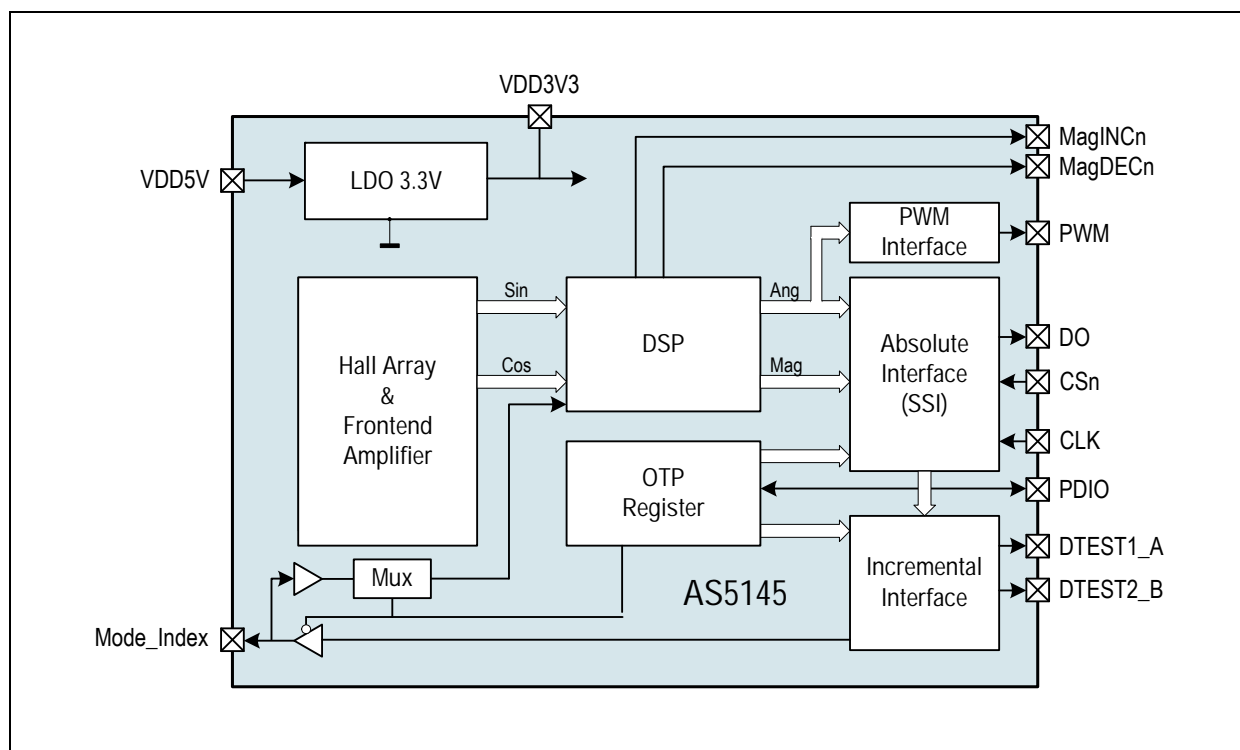 VDD3V3
MagINCn
MagDECn
VDD5V
LDO 3.3V
PWM
Interface
PWM
Sin
Ang
Hall Array
&
Frontend
Amplifier
DSP
Absolute
Interface
(SSI)
DO
Cos
Mag
CSn
CLK
OTP
Register
PDIO
DTEST1_A
Mux
AS5145
Incremental
Interface
DTEST2_B
Mode_Index